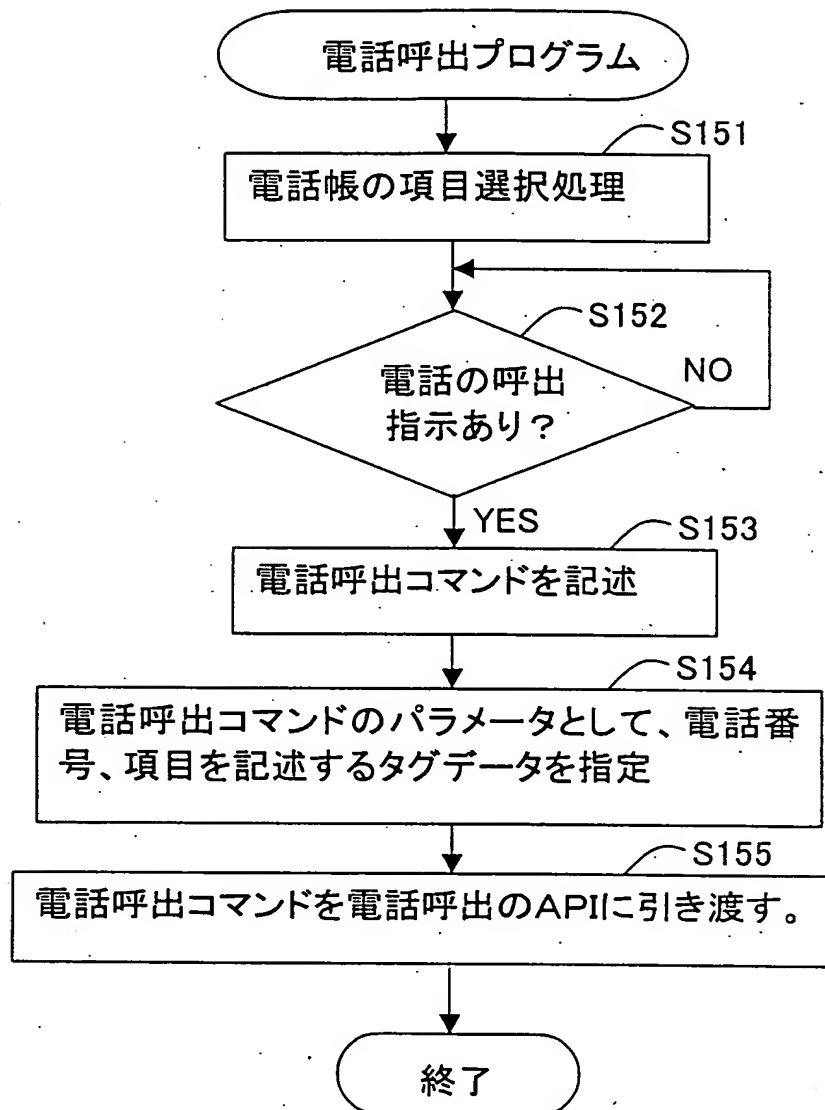 電話呼出プログラム
S151
電話帳の項目選択処理
S152
電話の呼出
指示あり？
NO
YES
S153
電話呼出コマンドを記述
S154
電話呼出コマンドのパラメータとして、電話番
号、項目を記述するタグデータを指定
S155
電話呼出コマンドを電話呼出のAPIに引き渡す。
終了